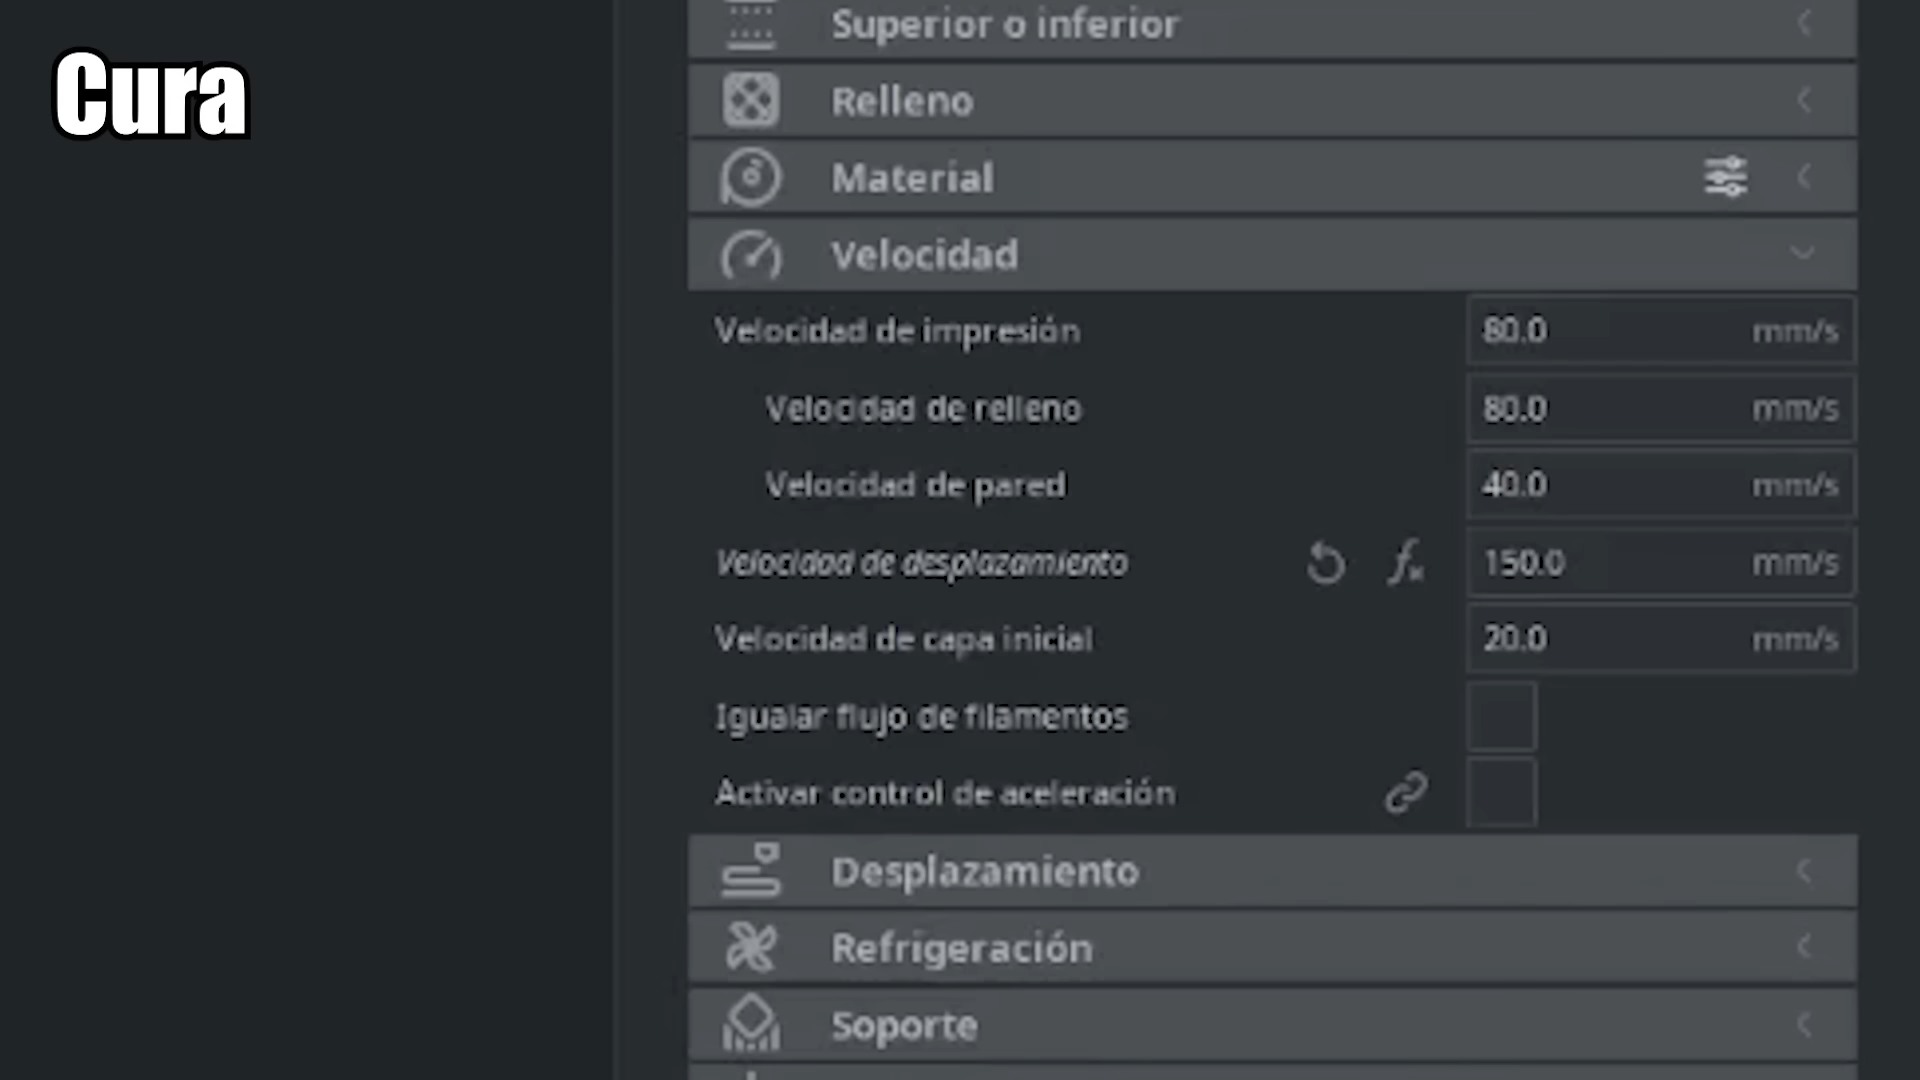 Cura
Superior o inferior
Relleno
Material
Velocidad
Velocidad de impresión 80.0 mm/s
Velocidad de relleno 80.0 mm/s
Velocidad de pared 40.0 mm/s
Velocidad de desplazamiento 150.0 mm/s
Velocidad de capa inicial 20.0 mm/s
Igualar flujo de filamentos
Activar control de aceleración
Desplazamiento
Refrigeración
Soporte